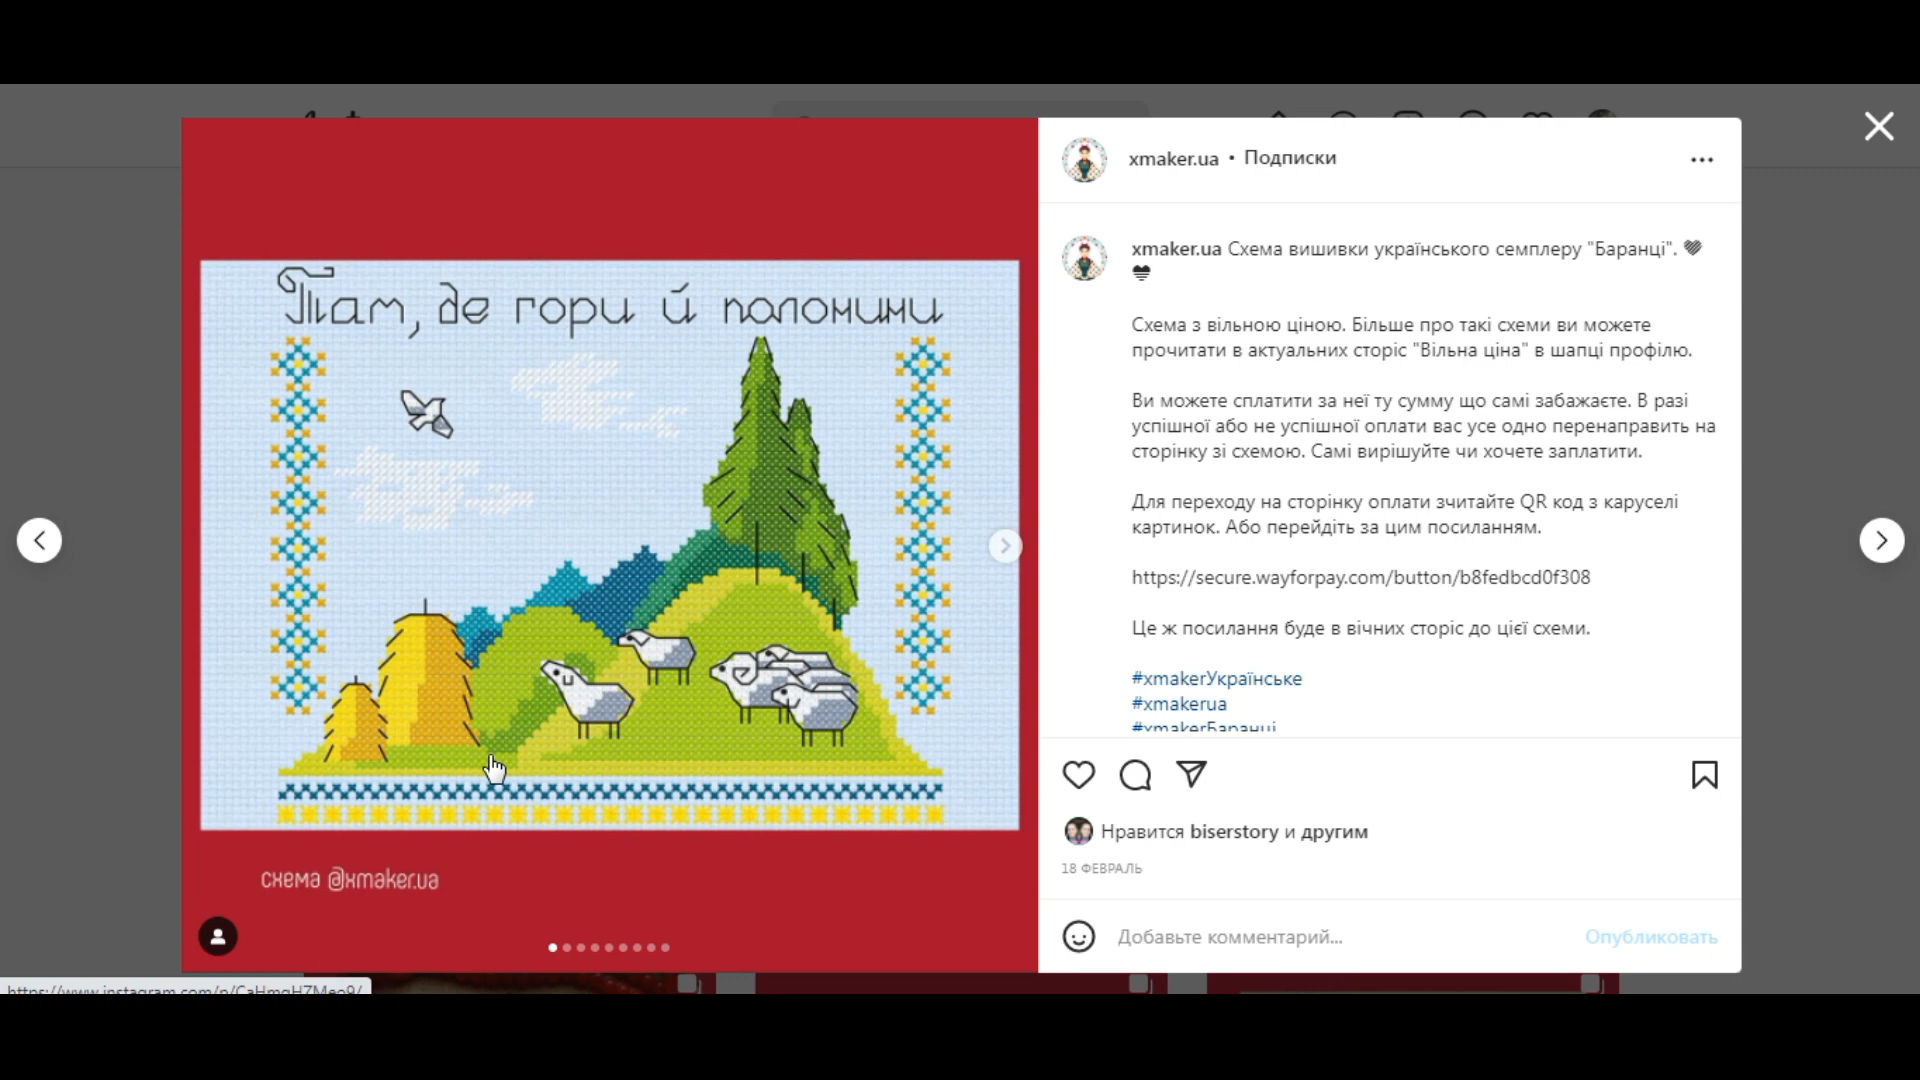 Там, де гори й полонини
схема @xmaker.ua
xmaker.ua • Подписки
xmaker.ua Схема вишивки українського семплеру "Баранці". 🖤
🖤
Схема з вільною ціною. Більше про такі схеми ви можете
прочитати в актуальних сторіс "Вільна ціна" в шапці профілю.
Ви можете сплатити за неї ту сумму що самі забажаєте. В разі
успішної або не успішної оплати вас усе одно перенаправить на
сторінку зі схемою. Самі вирішуйте чи хочете заплатити.
Для переходу на сторінку оплати зчитайте QR код з каруселі
картинок. Або перейдіть за цим посиланням.
https://secure.wayforpay.com/button/b8fedbcd0f308
Це ж посилання буде в вічних сторіс до цієї схеми.
#xmakerУкраїнське
#xmakerua
#xmakerБаранці
Нравится biserstory и другим
18 ФЕВРАЛЬ
Добавьте комментарий...
Опубликовать